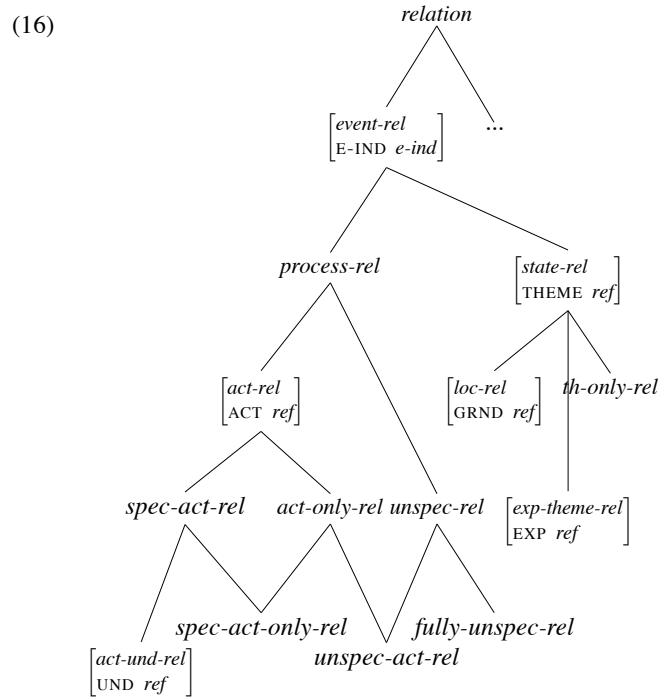 (16)
relation
event-rel
E-IND e-ind
...
process-rel
state-rel
THEME ref
act-rel
ACT ref
loc-rel
GRND ref
th-only-rel
spec-act-rel
act-only-rel
unspec-rel
exp-theme-rel
EXP ref
spec-act-only-rel
fully-unspec-rel
unspec-act-rel
act-und-rel
UND ref